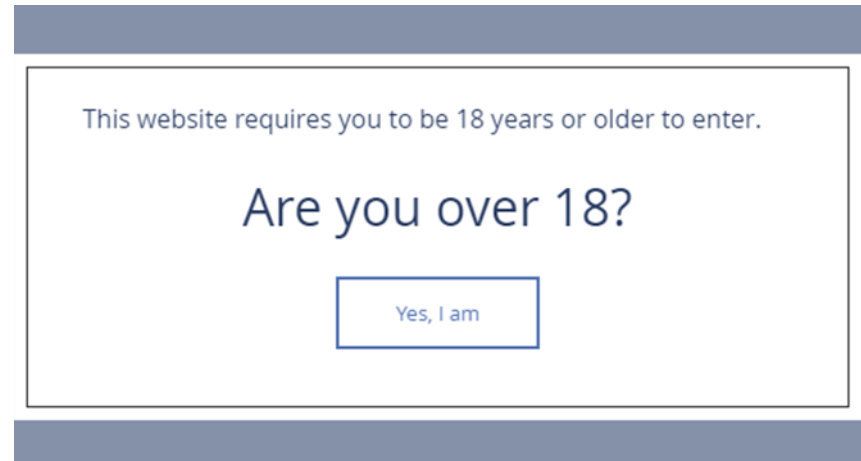 This website requires you to be 18 years or older to enter.
Are you over 18?
Yes, I am